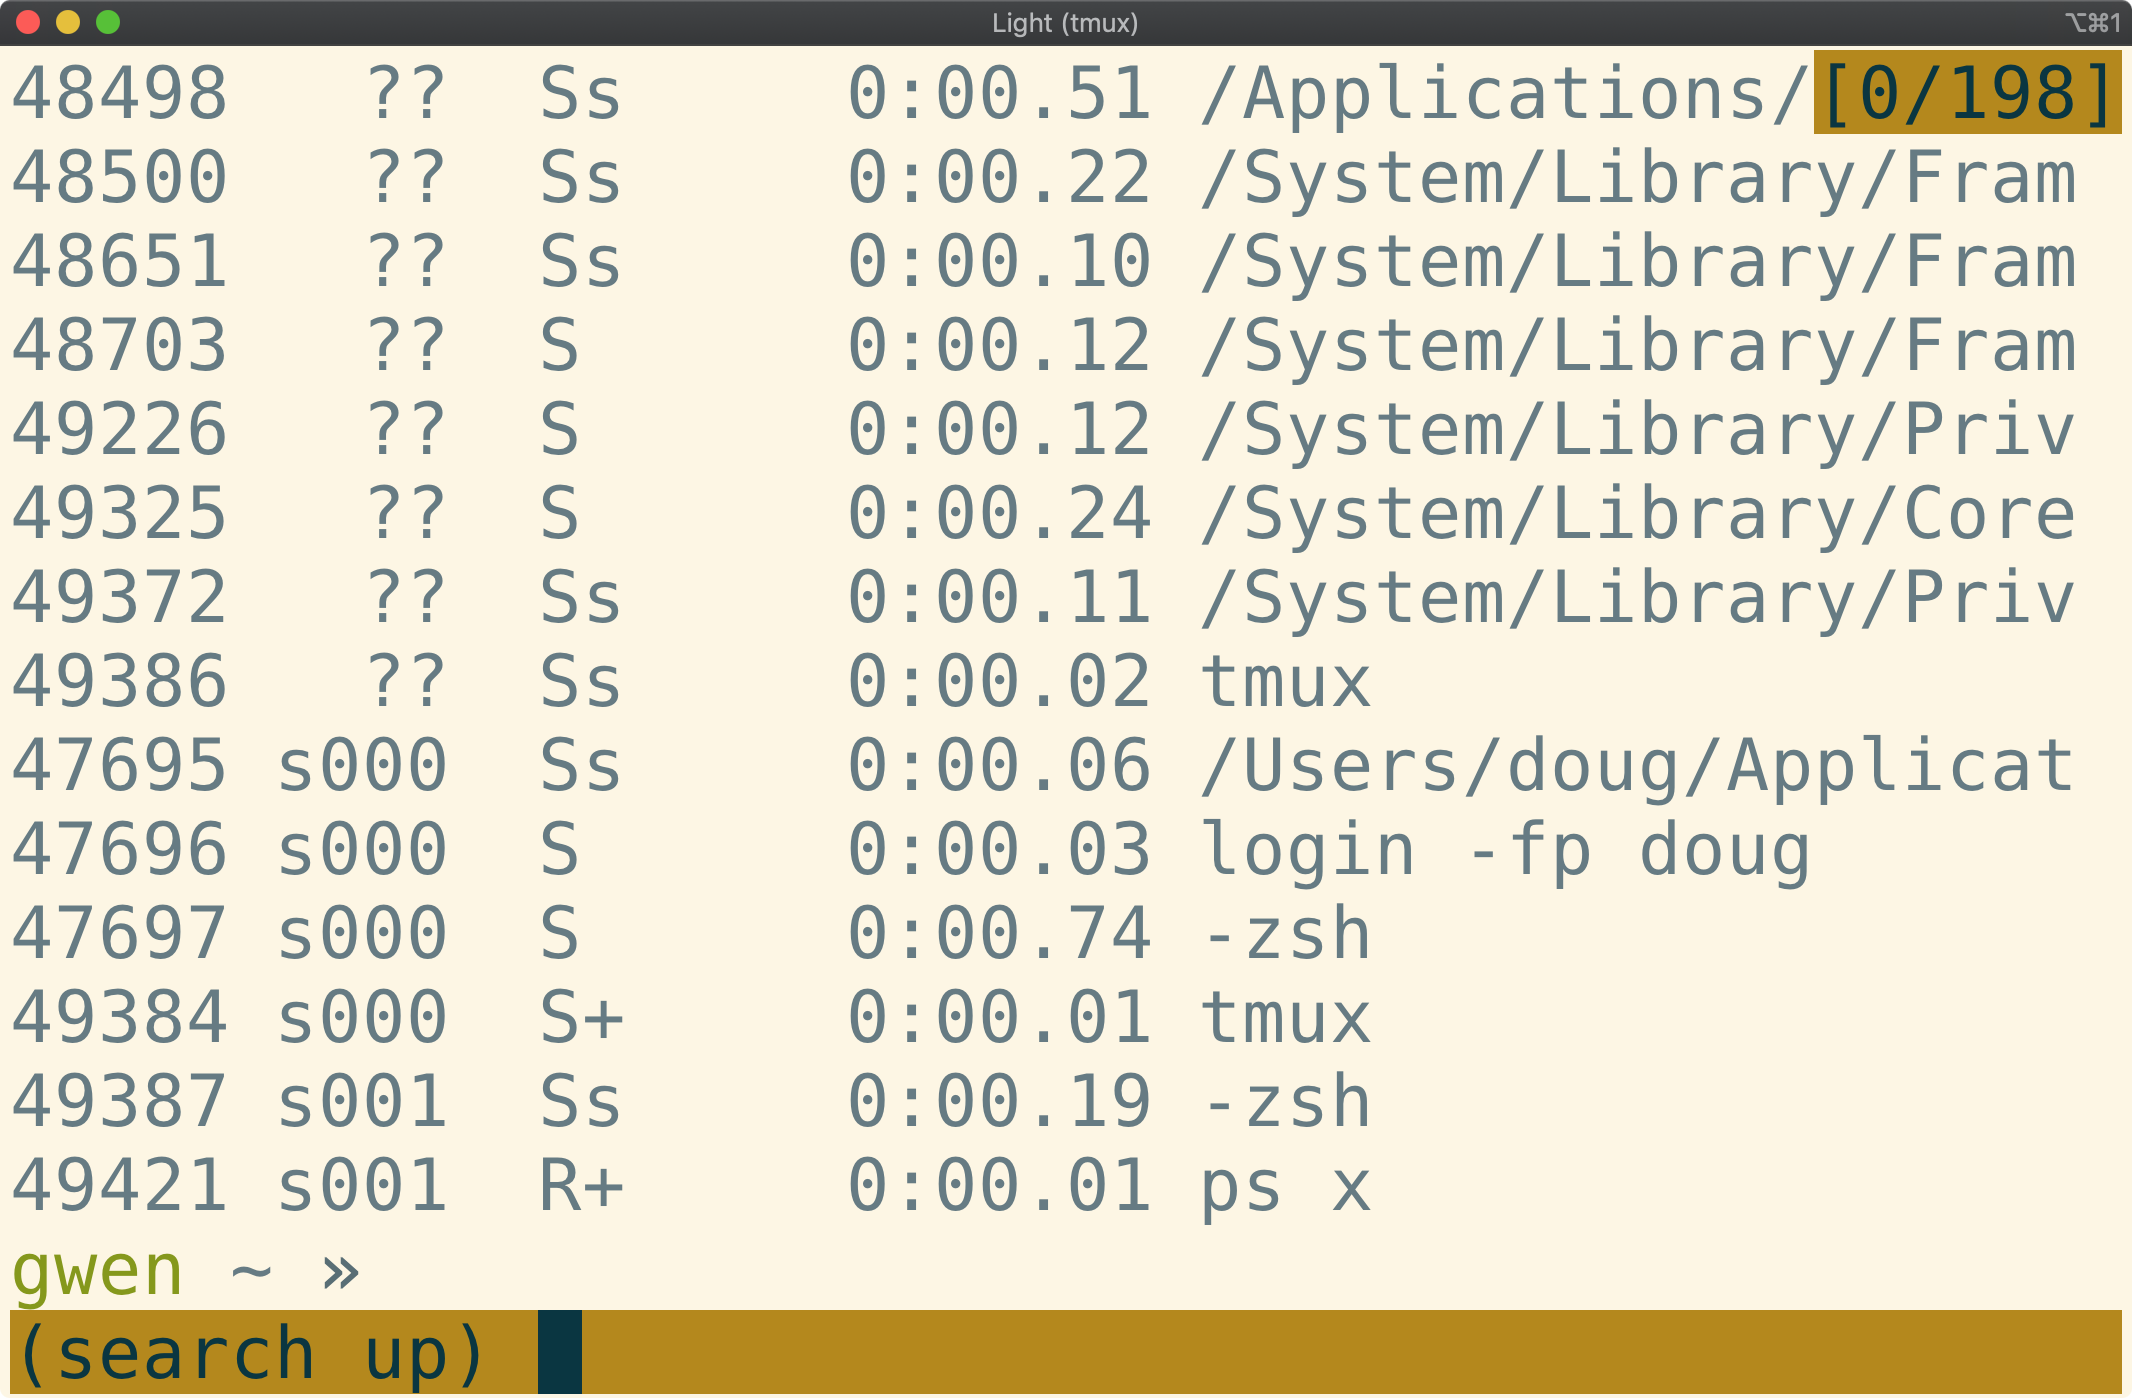 Light (tmux) ⌥⌘1
48498   ??  Ss     0:00.51 /Applications/[0/198]
48500   ??  Ss     0:00.22 /System/Library/Fram
48651   ??  Ss     0:00.10 /System/Library/Fram
48703   ??  S      0:00.12 /System/Library/Fram
49226   ??  S      0:00.12 /System/Library/Priv
49325   ??  S      0:00.24 /System/Library/Core
49372   ??  Ss     0:00.11 /System/Library/Priv
49386   ??  Ss     0:00.02 tmux
47695 s000  Ss     0:00.06 /Users/doug/Applicat
47696 s000  S      0:00.03 login -fp doug
47697 s000  S      0:00.74 -zsh
49384 s000  S+     0:00.01 tmux
49387 s001  Ss     0:00.19 -zsh
49421 s001  R+     0:00.01 ps x
gwen ~ »
(search up)